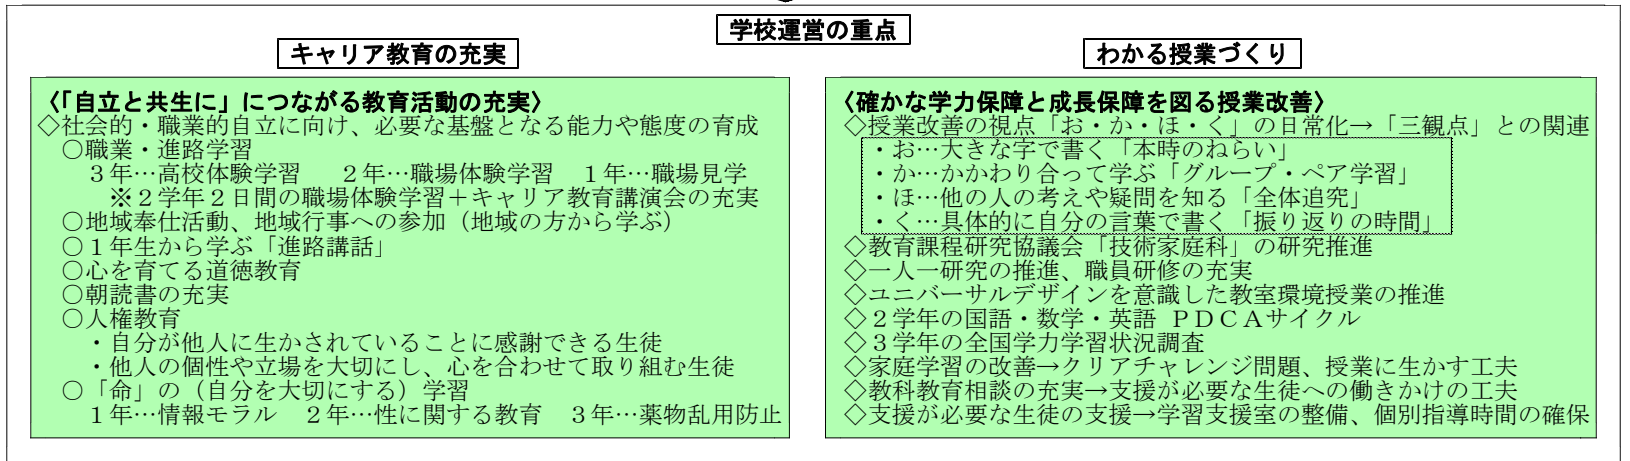 学校運営の重点
キャリア教育の充実
〈「自立と共生に」につながる教育活動の充実〉
◇社会的・職業的自立に向け、必要な基盤となる能力や態度の育成
○職業・進路学習
３年…高校体験学習　２年…職場体験学習　１年…職場見学
※２学年２日間の職場体験学習＋キャリア教育講演会の充実
○地域奉仕活動、地域行事への参加（地域の方から学ぶ）
○１年生から学ぶ「進路講話」
○心を育てる道徳教育
○朝読書の充実
○人権教育
・自分が他人に生かされていることに感謝できる生徒
・他人の個性や立場を大切にし、心を合わせて取り組む生徒
○「命」の（自分を大切にする）学習
１年…情報モラル　２年…性に関する教育　３年…薬物乱用防止
わかる授業づくり
〈確かな学力保障と成長保障を図る授業改善〉
◇授業改善の視点「お・か・ほ・く」の日常化→「三観点」との関連
・お…大きな字で書く「本時のねらい」
・か…かかわり合って学ぶ「グループ・ペア学習」
・ほ…他の人の考えや疑問を知る「全体追究」
・く…具体的に自分の言葉で書く「振り返りの時間」
◇教育課程研究協議会「技術家庭科」の研究推進
◇一人一研究の推進、職員研修の充実
◇ユニバーサルデザインを意識した教室環境授業の推進
◇２学年の国語・数学・英語 ＰＤＣＡサイクル
◇３学年の全国学力学習状況調査
◇家庭学習の改善→クリアチャレンジ問題、授業に生かす工夫
◇教科教育相談の充実→支援が必要な生徒への働きかけの工夫
◇支援が必要な生徒の支援→学習支援室の整備、個別指導時間の確保